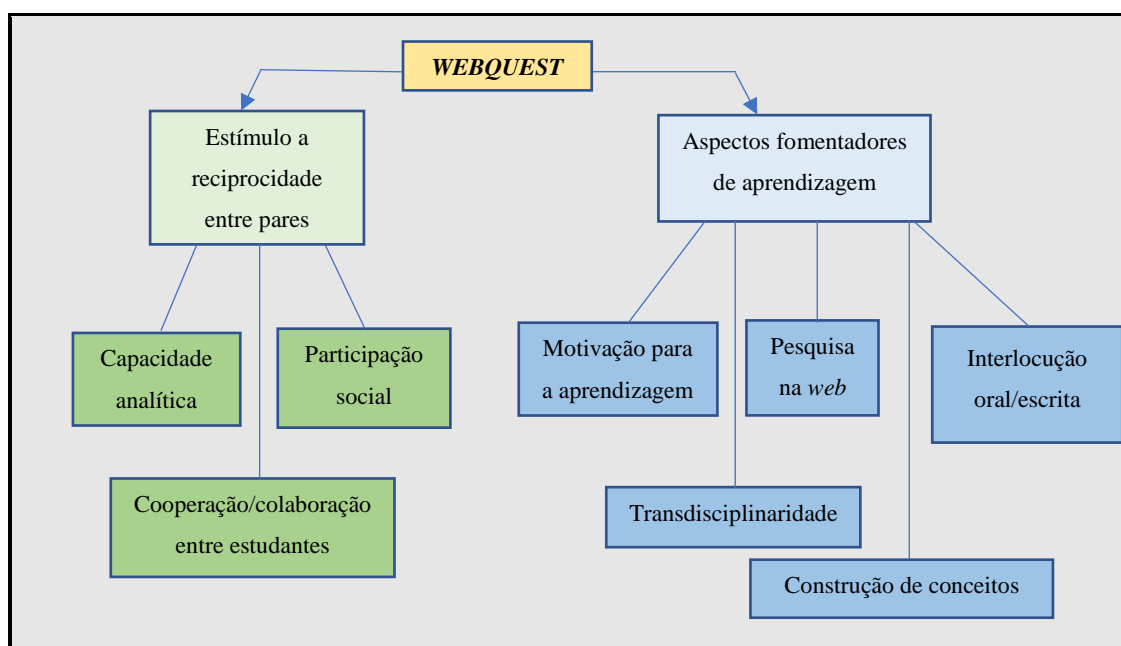 WEBQUEST
Estímulo a
reciprocidade
entre pares
Aspectos fomentadores
de aprendizagem
Capacidade
analítica
Participação
social
Cooperação/colaboração
entre estudantes
Motivação para
a aprendizagem
Pesquisa
na web
Interlocução
oral/escrita
Transdisciplinaridade
Construção de conceitos